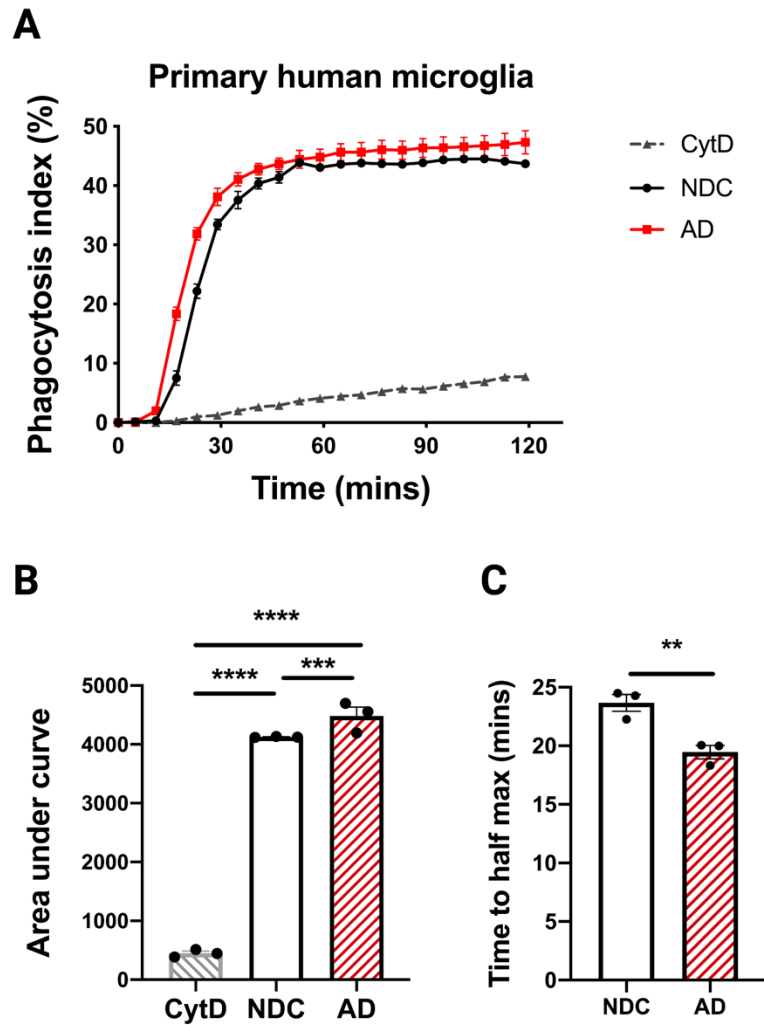 A
Primary human microglia
Phagocytosis index (%)
50
40
30
20
10
0
0 30 60 90 120
Time (mins)
CytD
NDC
AD
B
****
**** ***
Area under curve
5000
4000
3000
2000
1000
0
CytD NDC AD
C
**
Time to half max (mins)
25
20
15
10
5
0
NDC AD